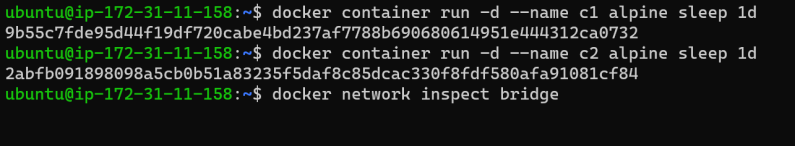 ubuntu@ip-172-31-11-158:~$ docker container run -d --name c1 alpine sleep 1d
9b55c7fde95d44f19df720cabe4bd237af7788b690680614951e444312ca0732
ubuntu@ip-172-31-11-158:~$ docker container run -d --name c2 alpine sleep 1d
2abfb091898098a5cb0b51a83235f5daf8c85dcac330f8fdf580afa91081cf84
ubuntu@ip-172-31-11-158:~$ docker network inspect bridge